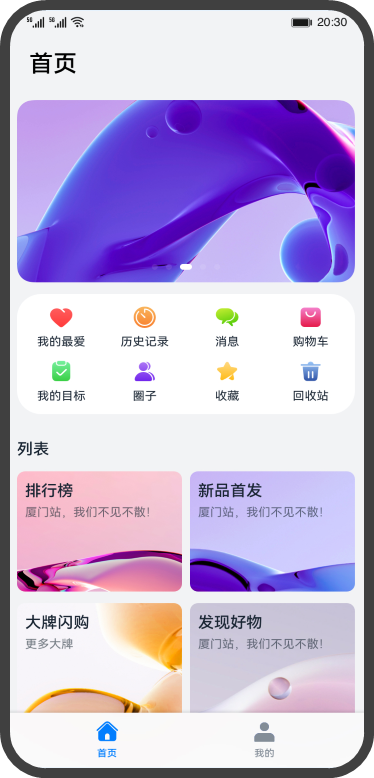 5G 5G 20:30
首页
我的最爱 历史记录 消息 购物车
我的目标 圈子 收藏 回收站
列表
排行榜 新品首发
厦门站，我们不见不散！ 厦门站，我们不见不散！
大牌闪购 发现好物
更多大牌 厦门站，我们不见不散！
首页 我的